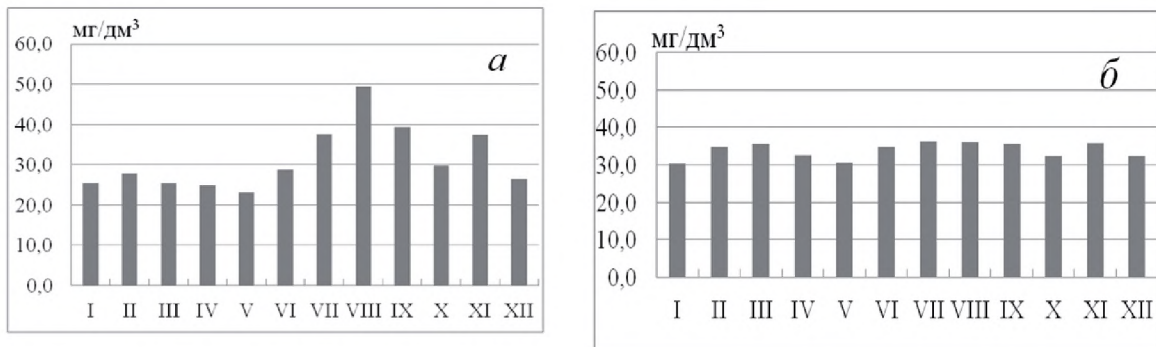 мг/дм³
а
60,0
50,0
40,0
30,0
20,0
10,0
0,0
I II III IV V VI VII VIII IX X XI XII
мг/дм³
б
60,0
50,0
40,0
30,0
20,0
10,0
0,0
I II III IV V VI VII VIII IX X XI XII